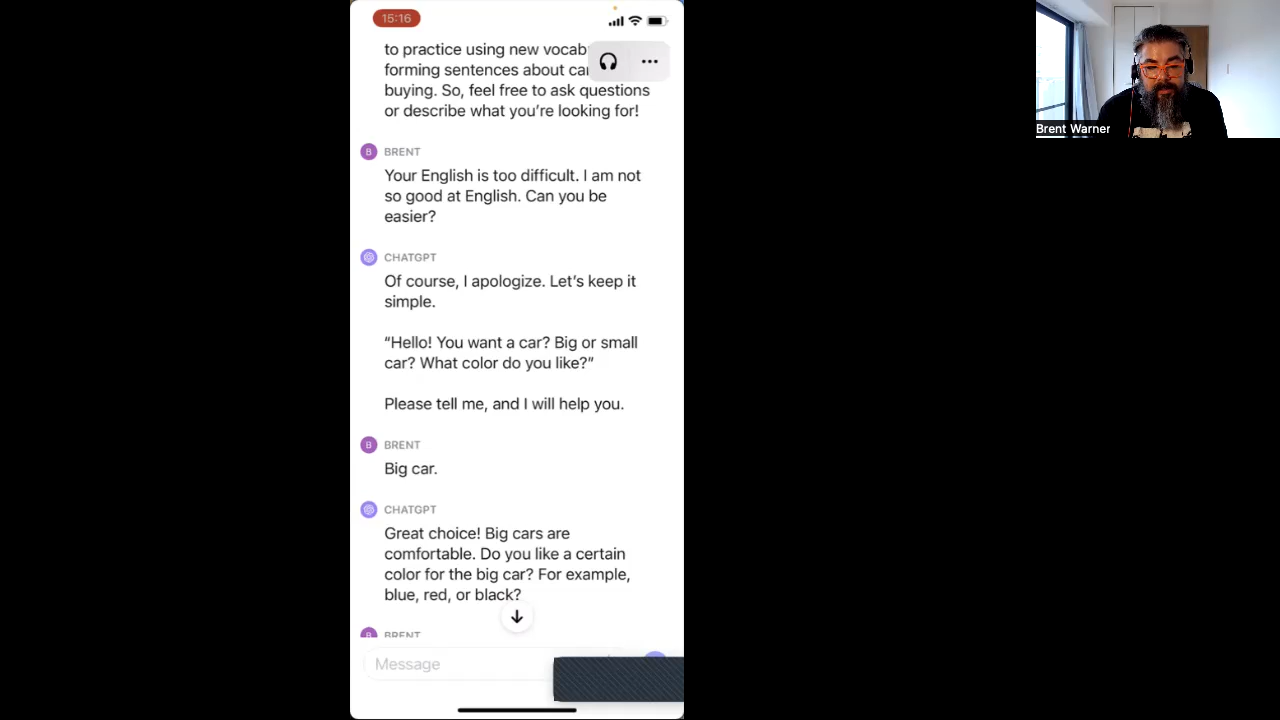 15:16
to practice using new vocab
forming sentences about ca
buying. So, feel free to ask questions
or describe what you're looking for!
B BRENT
Your English is too difficult. I am not
so good at English. Can you be
easier?
CHATGPT
Of course, I apologize. Let's keep it
simple.
“Hello! You want a car? Big or small
car? What color do you like?”
Please tell me, and I will help you.
B BRENT
Big car.
CHATGPT
Great choice! Big cars are
comfortable. Do you like a certain
color for the big car? For example,
blue, red, or black?
B BRENT
Message
Brent Warner